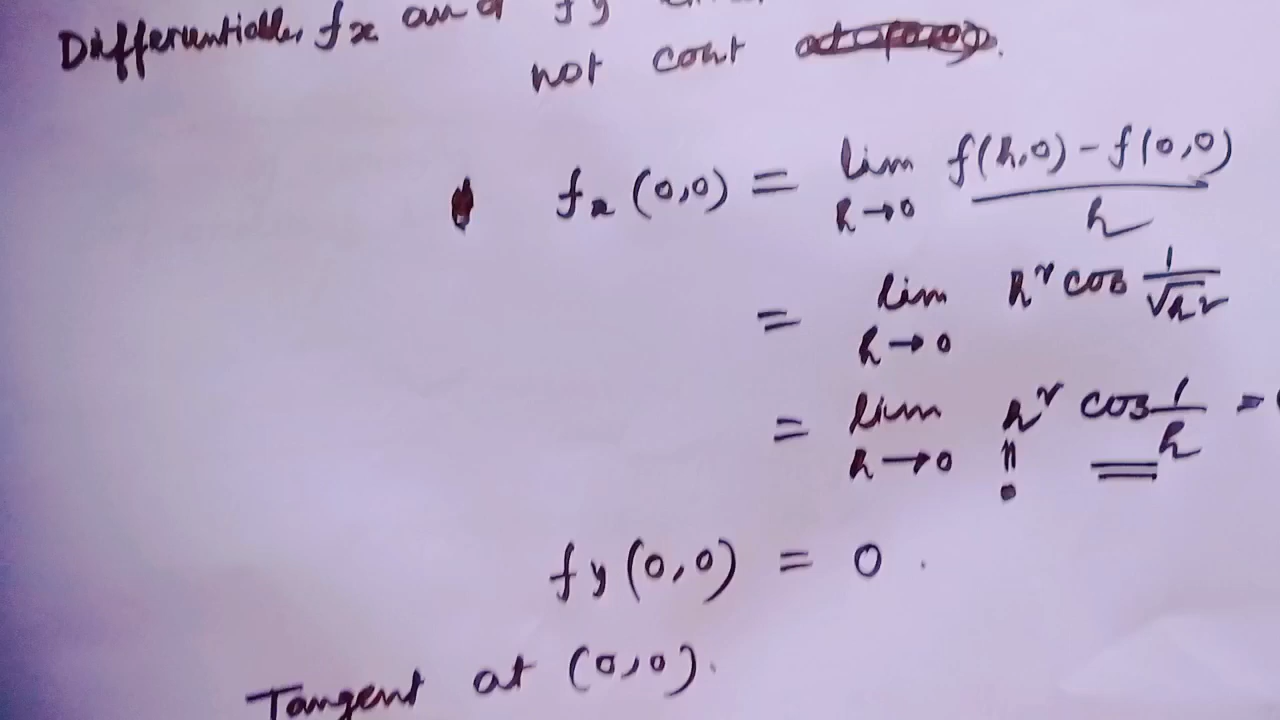 Differentiable, fx and fy
not cont
fx (0,0) = lim h→0 f(h,0) - f(0,0) / h
= lim h→0 h² cos 1/√h²
= lim h→0 h² cos 1/h =
fy (0,0) = 0.
Tangent at (0,0).